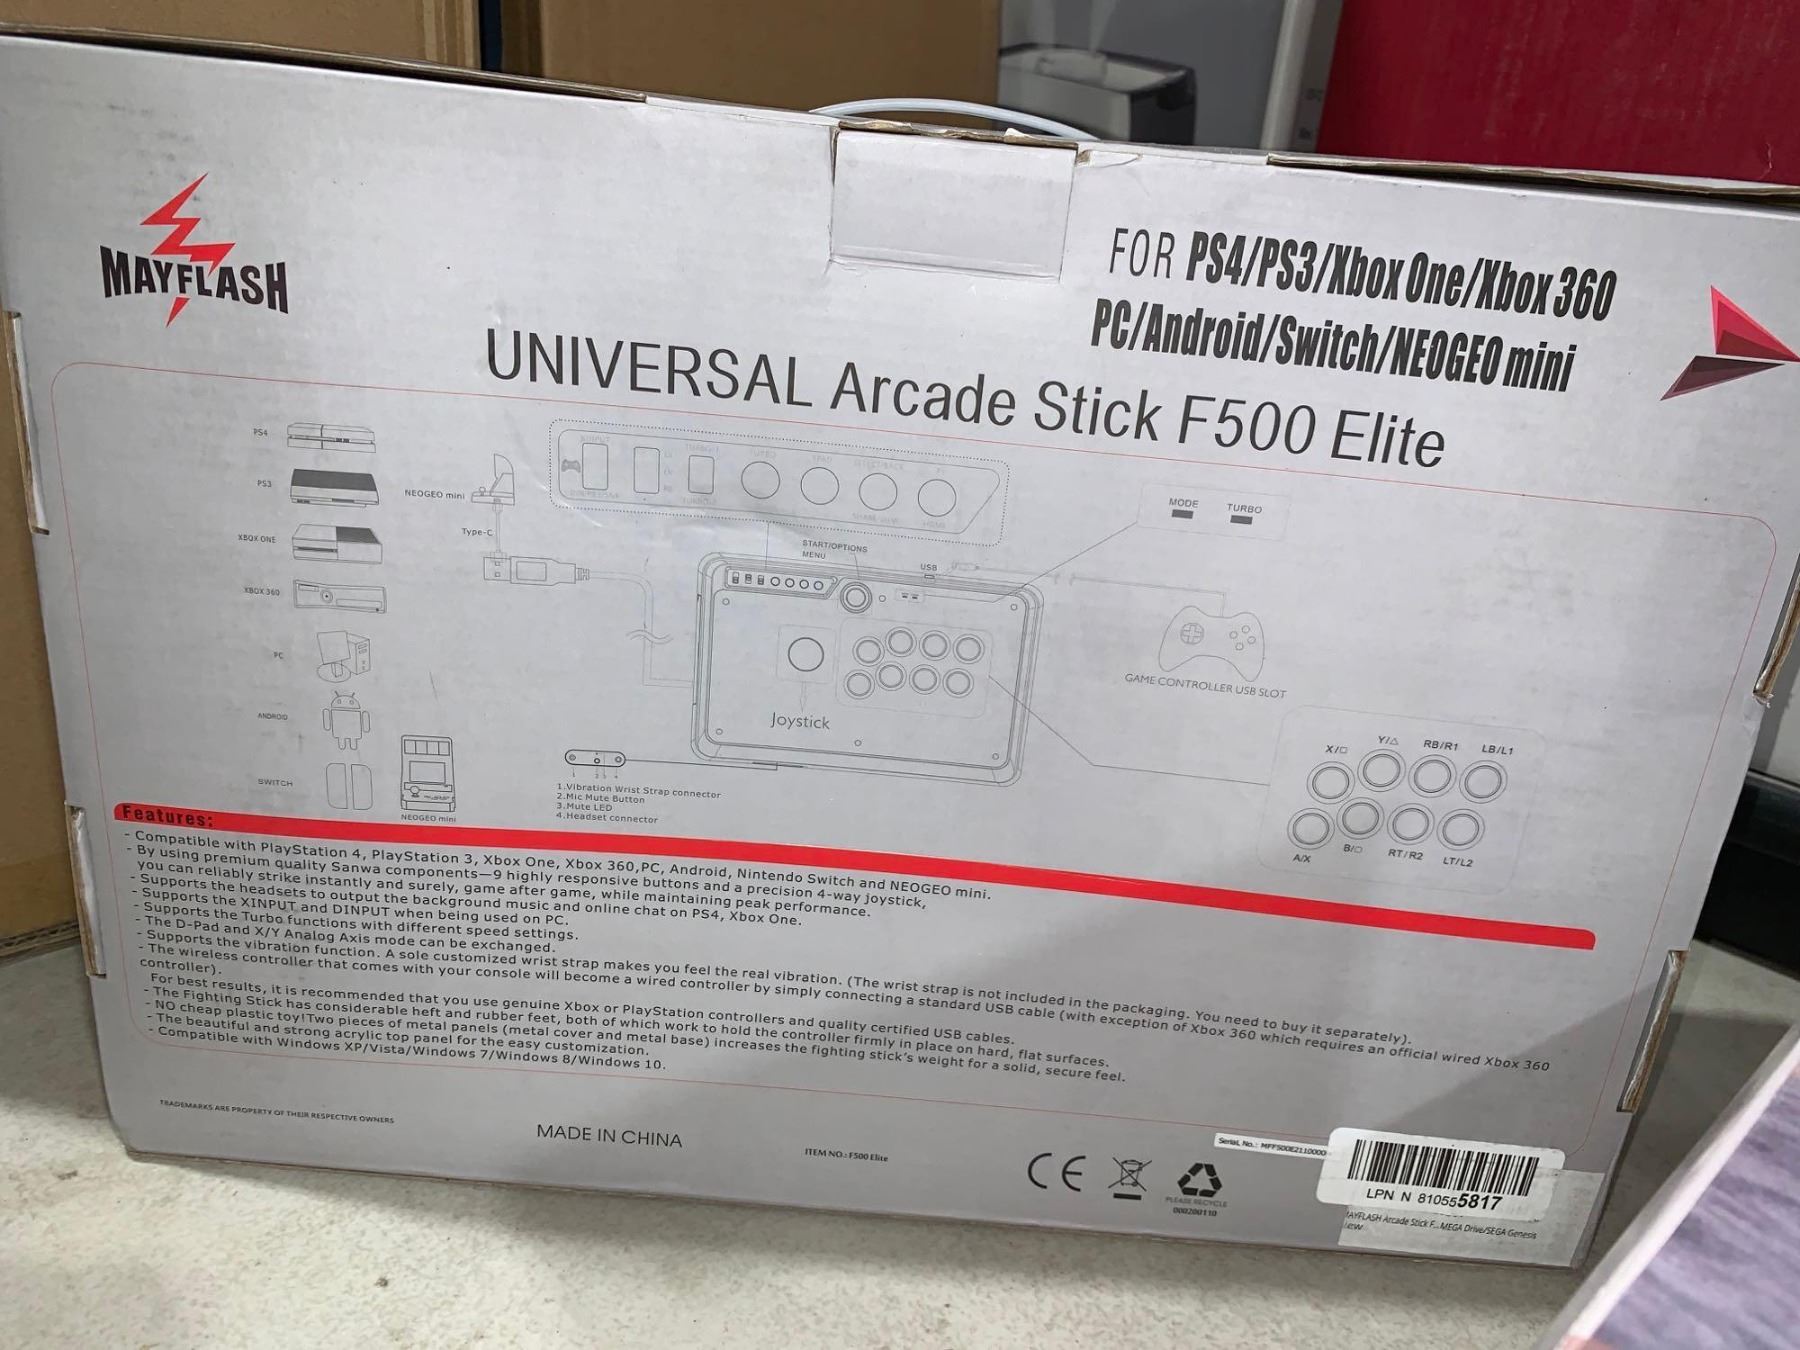 MAYFLASH
FOR PS4/PS3/Xbox One/Xbox 360
PC/Android/Switch/NEOGEO mini
UNIVERSAL Arcade Stick F500 Elite
PS4
PS3
XBOX ONE
XBOX 360
PC
ANDROID
SWITCH
NEOGEO mini
Type-C
NEOGEO mini
TURBO
SELECT/BACK
HOME
START/OPTIONS
MENU
USB
MODE TURBO
GAME CONTROLLER USB SLOT
Joystick
1.Vibration Wrist Strap connector
2.Mic Mute Button
3.Mute LED
4.Headset connector
X/□ Y/△ RB/R1 LB/L1
A/X B/○ RT/R2 LT/L2
Features:
- Compatible with PlayStation 4, PlayStation 3, Xbox One, Xbox 360,PC, Android, Nintendo Switch and NEOGEO mini.
- By using premium quality Sanwa components—9 highly responsive buttons and a precision 4-way joystick,
you can reliably strike instantly and surely, game after game, while maintaining peak performance.
- Supports the headsets to output the background music and online chat on PS4, Xbox One.
- Supports the XINPUT and DINPUT when being used on PC.
- Supports the Turbo functions with different speed settings.
- The D-Pad and X/Y Analog Axis mode can be exchanged.
- Supports the vibration function. A sole customized wrist strap makes you feel the real vibration. (The wrist strap is not included in the packaging. You need to buy it separately).
- The wireless controller that comes with your console will become a wired controller by simply connecting a standard USB cable (with exception of Xbox 360 which requires an official wired Xbox 360
controller).
For best results, it is recommended that you use genuine Xbox or PlayStation controllers and quality certified USB cables.
- The Fighting Stick has considerable heft and rubber feet, both of which work to hold the controller firmly in place on hard, flat surfaces.
- NO cheap plastic toy!Two pieces of metal panels (metal cover and metal base) increases the fighting stick's weight for a solid, secure feel.
- The beautiful and strong acrylic top panel for the easy customization.
- Compatible with Windows XP/Vista/Windows 7/Windows 8/Windows 10.
TRADEMARKS ARE PROPERTY OF THEIR RESPECTIVE OWNERS
MADE IN CHINA
ITEM NO.: F500 Elite
CE
PLEASE RECYCLE
000200110
Serial. No.: MFF500E2110000
LPN N 810555817
MAYFLASH Arcade Stick F...MEGA Drive/SEGA Genesis